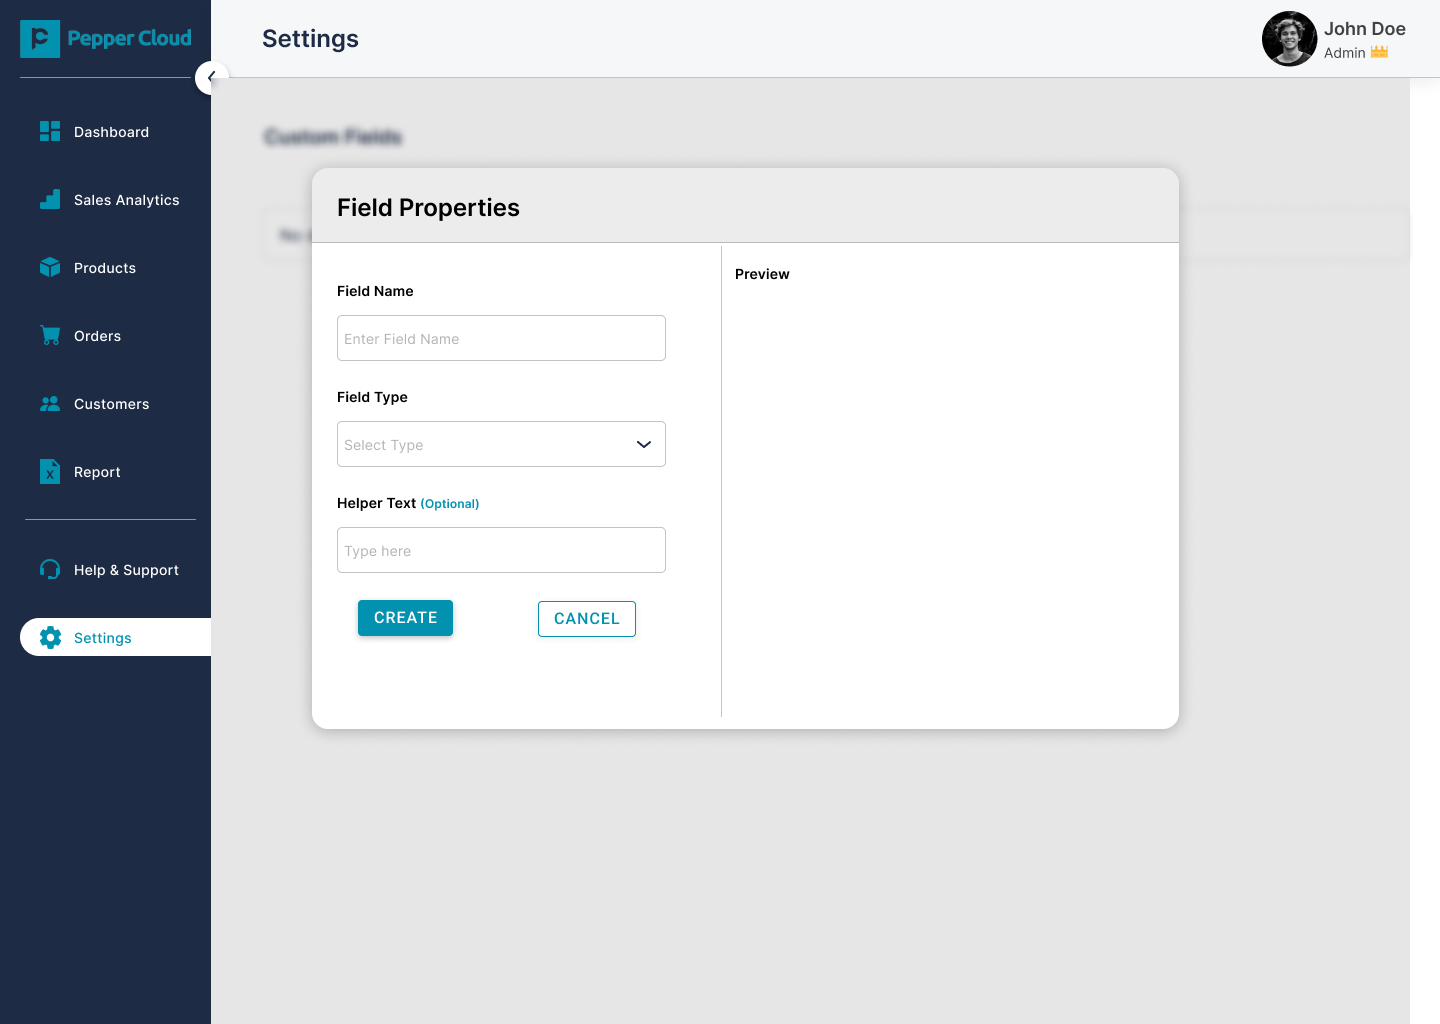 Pepper Cloud
Settings
John Doe
Admin
Dashboard
Sales Analytics
Products
Orders
Customers
Report
Help & Support
Settings
Custom Fields
No
Field Properties
Field Name
Enter Field Name
Field Type
Select Type
Helper Text (Optional)
Type here
CREATE
CANCEL
Preview